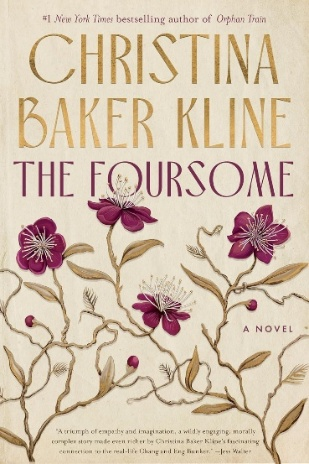 #1 New York Times bestselling author of Orphan Train
CHRISTINA
BAKER KLINE
THE FOURSOME
A NOVEL
"A triumph of empathy and imagination, a wildly engaging, morally
complex story made even richer by Christina Baker Kline's fascinating
connection to the real-life Chang and Eng Bunker." —Jess Walter